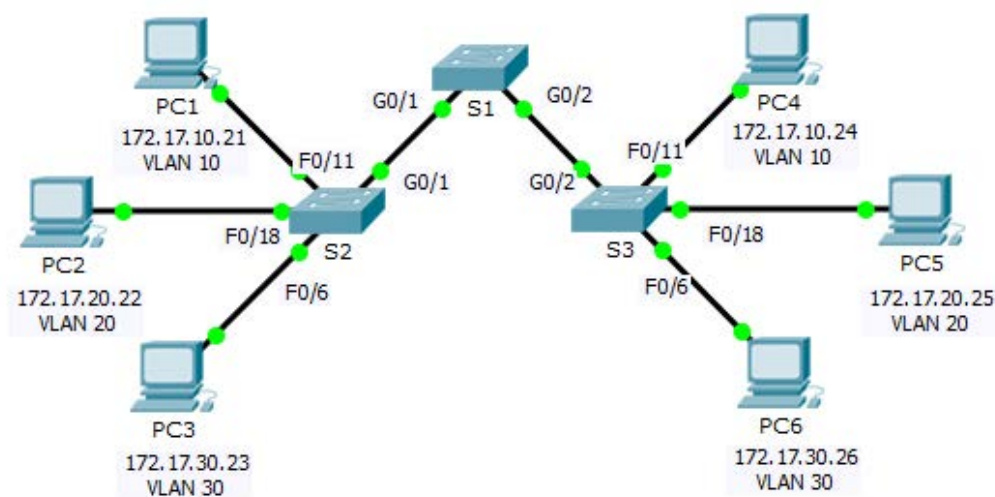 PC1
172.17.10.21
VLAN 10
G0/1
S1
G0/2
PC4
172.17.10.24
VLAN 10
F0/11
G0/1
G0/2
F0/11
PC2
172.17.20.22
VLAN 20
F0/18
S2
F0/6
S3
F0/18
F0/6
PC5
172.17.20.25
VLAN 20
PC3
172.17.30.23
VLAN 30
PC6
172.17.30.26
VLAN 30